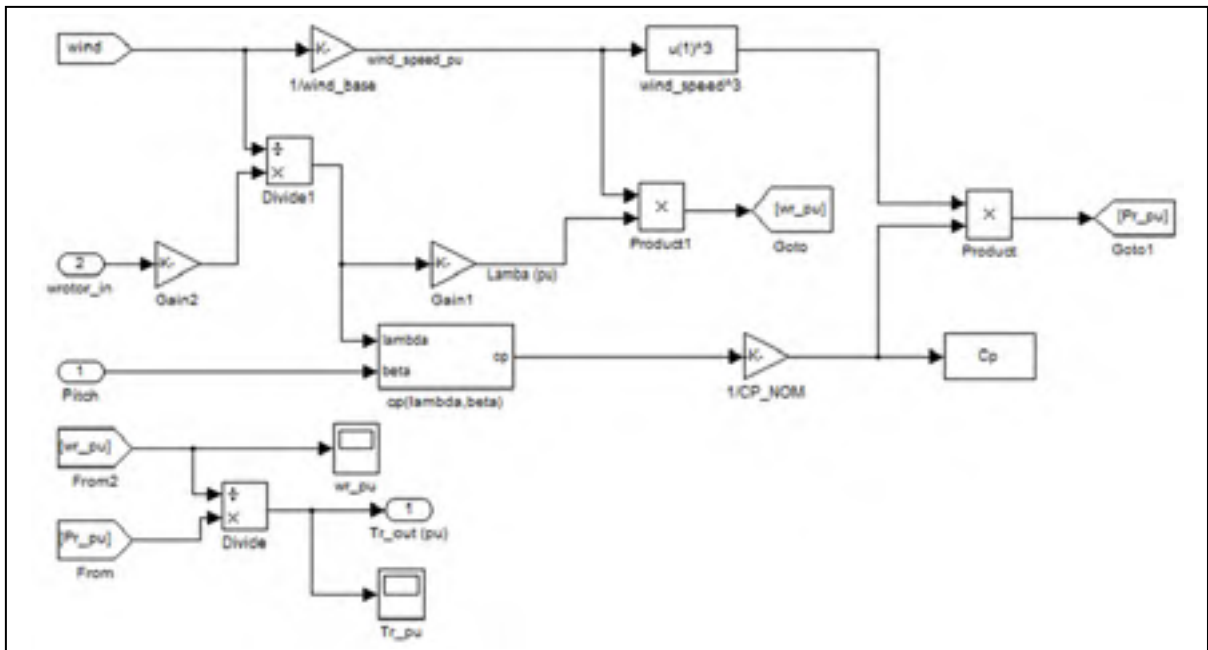 wind
K-
1/wind_base
wind_speed_pu
u(1)^3
wind_speed^3
÷
×
Divide1
2
wrotor_in
K-
Gain2
K-
Gain1
Lamba (pu)
×
Product1
[wr_pu]
Goto
×
Product
[Pr_pu]
Goto1
1
Pitch
lambda
beta
cp
cp(lambda,beta)
K-
1/CP_NOM
Cp
[wr_pu]
From2
wr_pu
÷
×
Divide
[Pr_pu]
From
1
Tr_out (pu)
Tr_pu